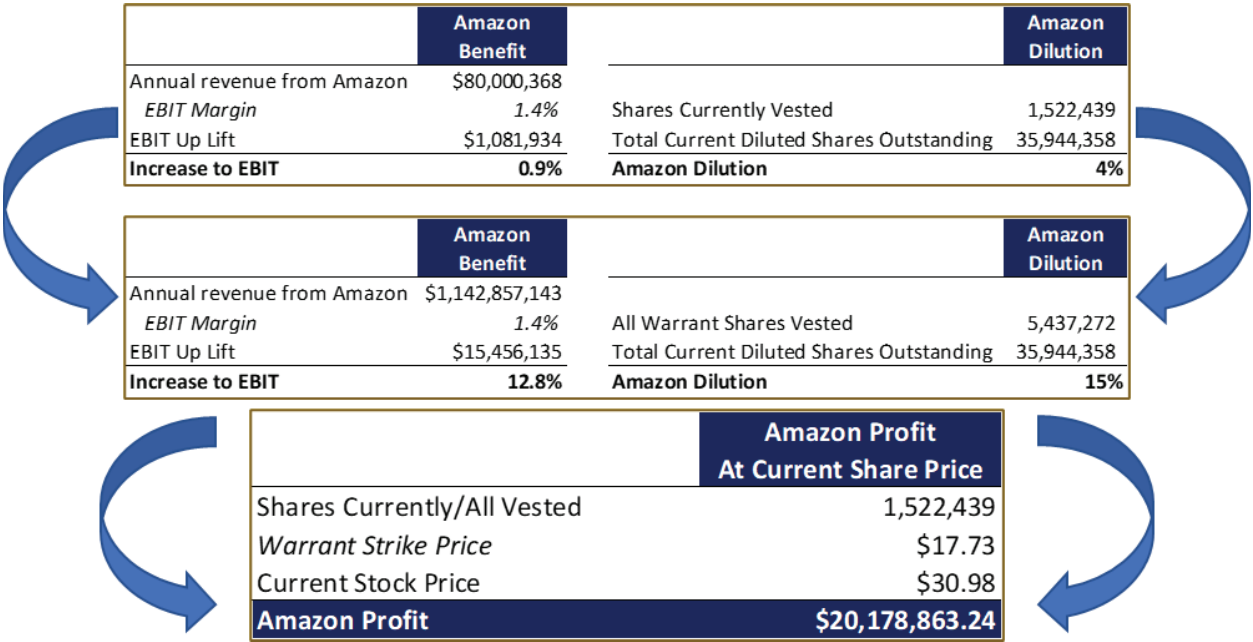 Amazon
Benefit
Annual revenue from Amazon $80,000,368
EBIT Margin 1.4%
EBIT Up Lift $1,081,934
Increase to EBIT 0.9%
Amazon
Dilution
Shares Currently Vested 1,522,439
Total Current Diluted Shares Outstanding 35,944,358
Amazon Dilution 4%
Amazon
Benefit
Annual revenue from Amazon $1,142,857,143
EBIT Margin 1.4%
EBIT Up Lift $15,456,135
Increase to EBIT 12.8%
Amazon
Dilution
All Warrant Shares Vested 5,437,272
Total Current Diluted Shares Outstanding 35,944,358
Amazon Dilution 15%
Amazon Profit
At Current Share Price
Shares Currently/All Vested 1,522,439
Warrant Strike Price $17.73
Current Stock Price $30.98
Amazon Profit $20,178,863.24